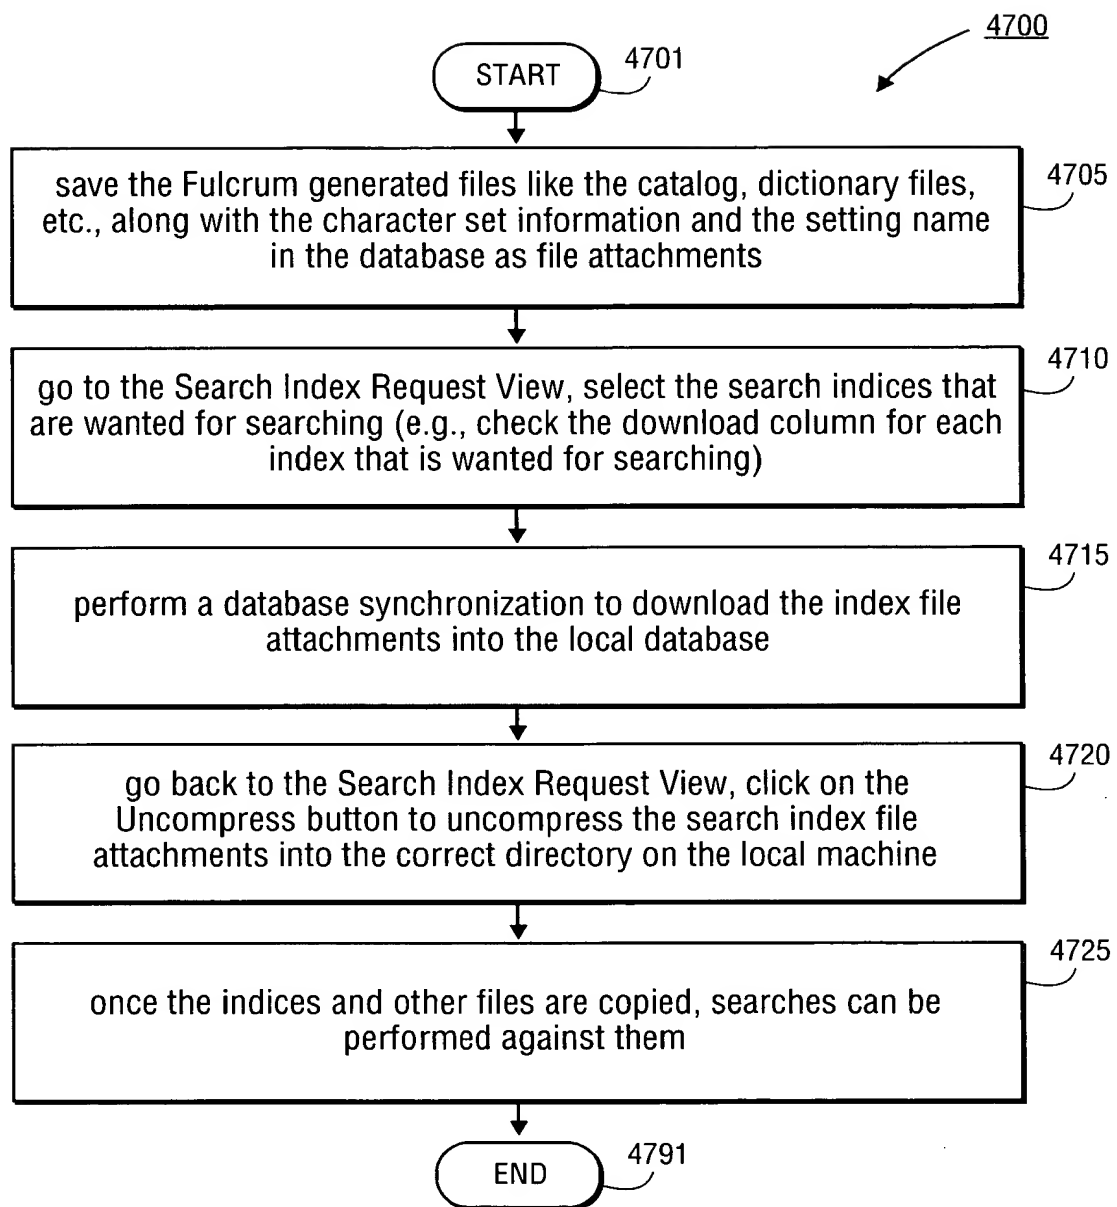 4700
START
4701
save the Fulcrum generated files like the catalog, dictionary files,
etc., along with the character set information and the setting name
in the database as file attachments
4705
go to the Search Index Request View, select the search indices that
are wanted for searching (e.g., check the download column for each
index that is wanted for searching)
4710
perform a database synchronization to download the index file
attachments into the local database
4715
go back to the Search Index Request View, click on the
Uncompress button to uncompress the search index file
attachments into the correct directory on the local machine
4720
once the indices and other files are copied, searches can be
performed against them
4725
END
4791